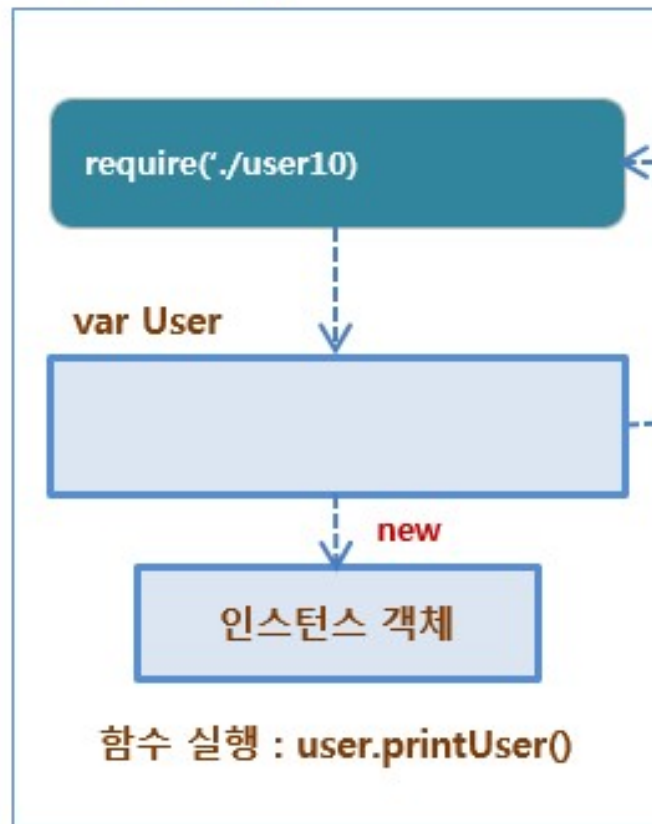 require('./user10)
var User
new
인스턴스 객체
함수 실행 : user.printUser()